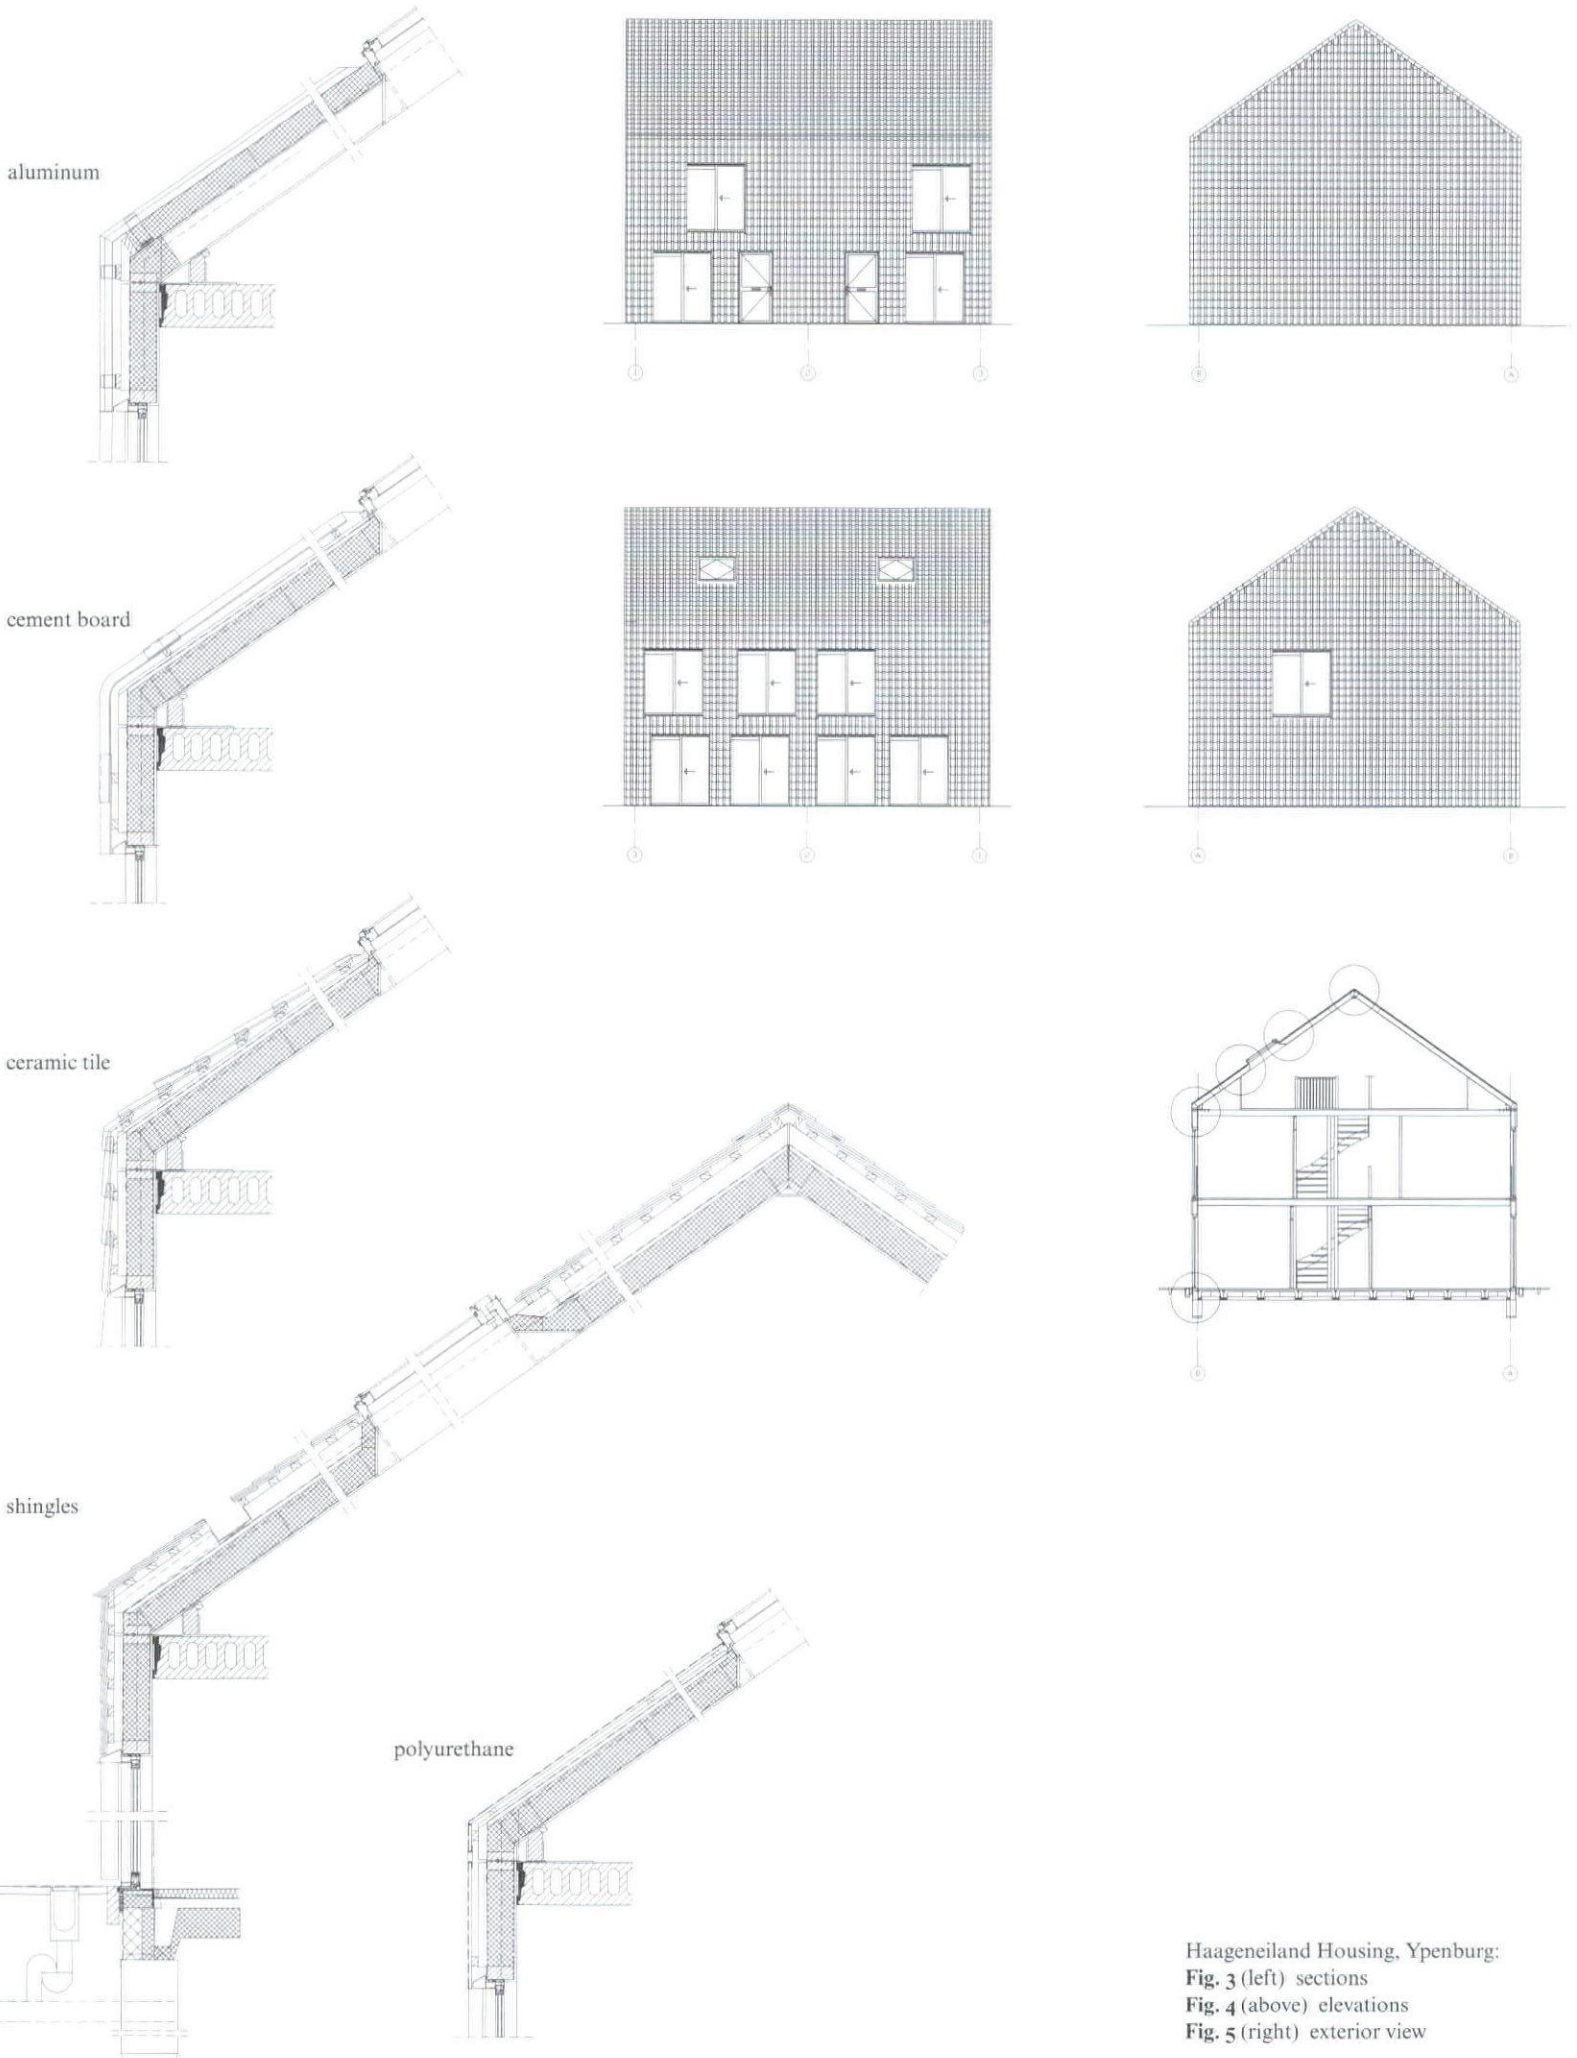 aluminum
cement board
ceramic tile
shingles
polyurethane
Haageneiland Housing, Ypenburg:
Fig. 3 (left) sections
Fig. 4 (above) elevations
Fig. 5 (right) exterior view